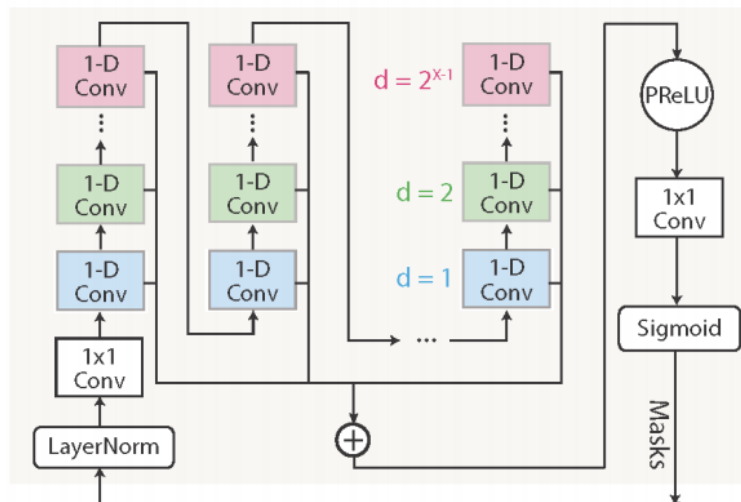 1-D
Conv
1-D
Conv
d = 2^X-1
1-D
Conv
PReLU
...
...
...
1-D
Conv
1-D
Conv
d = 2
1-D
Conv
1x1
Conv
1-D
Conv
1-D
Conv
d = 1
1-D
Conv
Sigmoid
1x1
Conv
...
LayerNorm
Masks